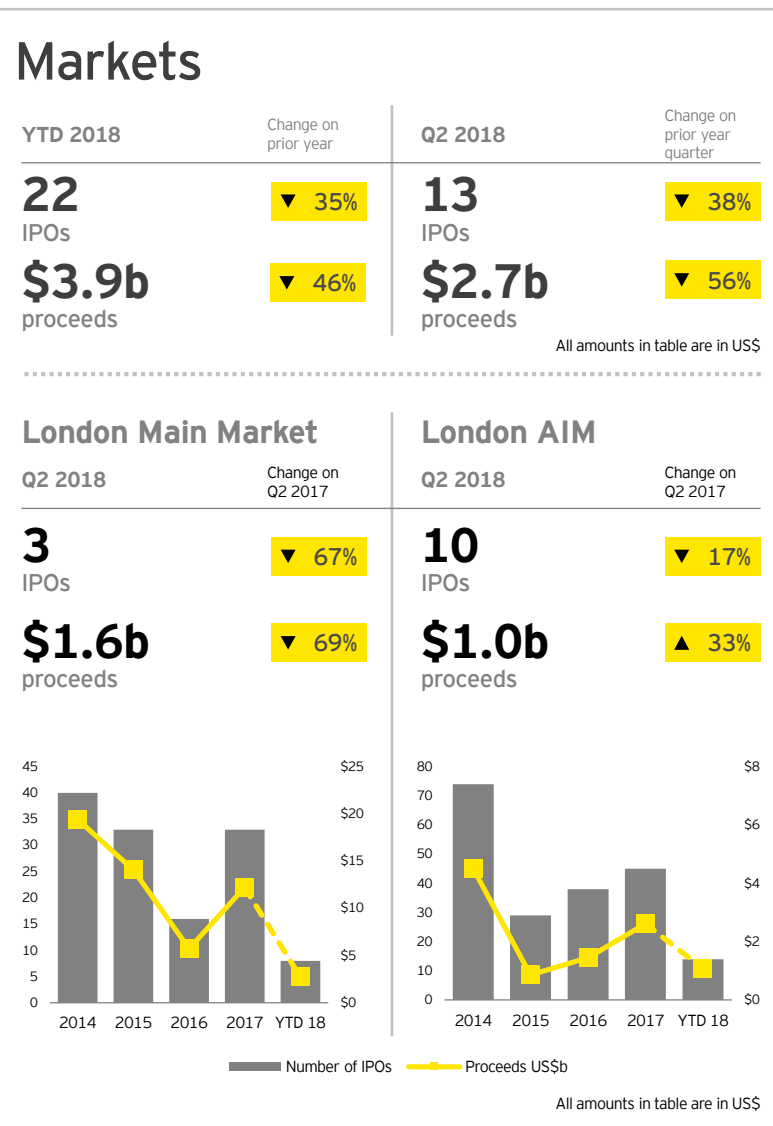 Markets
YTD 2018
Change on
prior year
22
IPOs
▼ 35%
$3.9b
proceeds
▼ 46%
Q2 2018
Change on
prior year
quarter
13
IPOs
▼ 38%
$2.7b
proceeds
▼ 56%
All amounts in table are in US$
London Main Market
Q2 2018
Change on
Q2 2017
3
IPOs
▼ 67%
$1.6b
proceeds
▼ 69%
London AIM
Q2 2018
Change on
Q2 2017
10
IPOs
▼ 17%
$1.0b
proceeds
▲ 33%
45
40
35
30
25
20
15
10
5
0
$25
$20
$15
$10
$5
$0
2014 2015 2016 2017 YTD 18
80
70
60
50
40
30
20
10
0
$8
$6
$4
$2
$0
2014 2015 2016 2017 YTD 18
Number of IPOs Proceeds US$b
All amounts in table are in US$